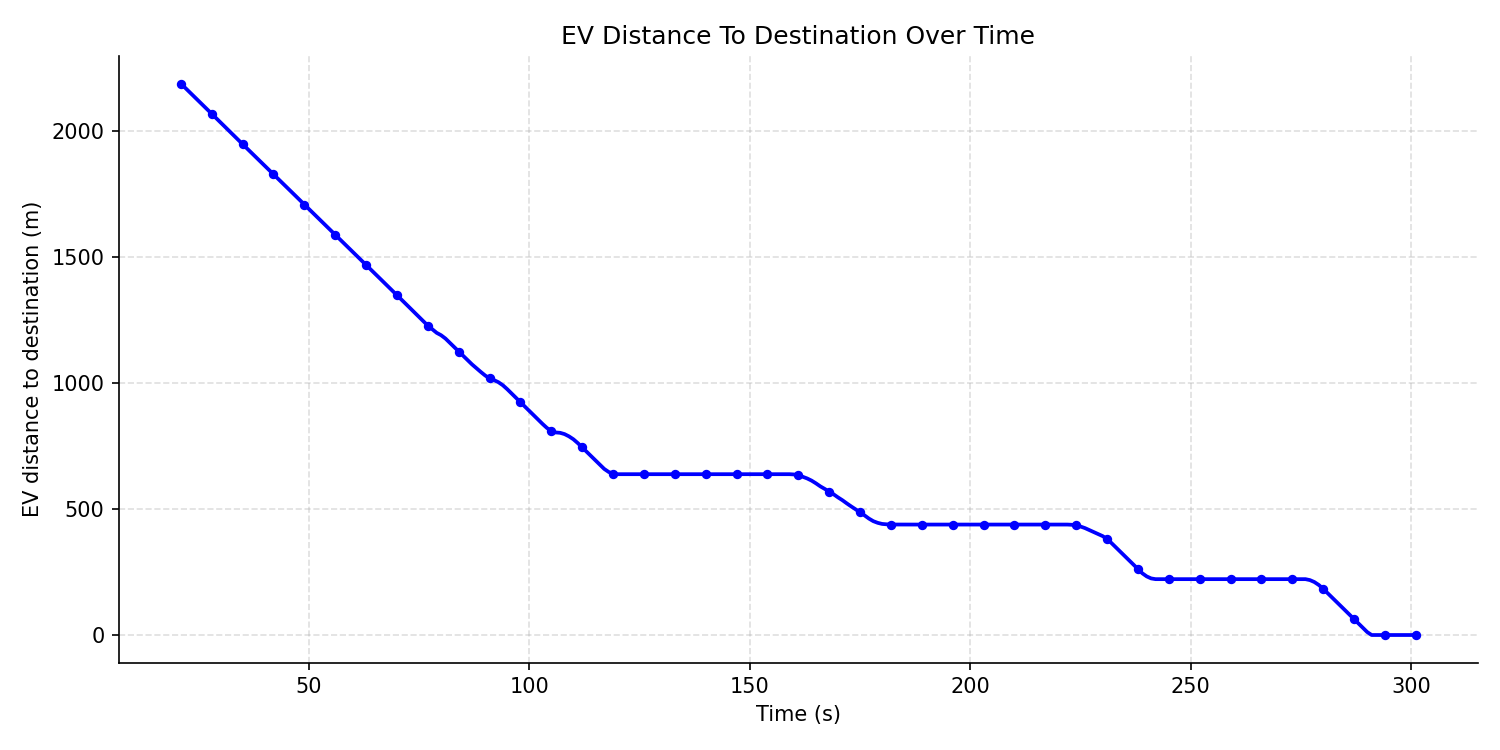 EV Distance To Destination Over Time
EV distance to destination (m)
2000
1500
1000
500
0
50 100 150 200 250 300
Time (s)